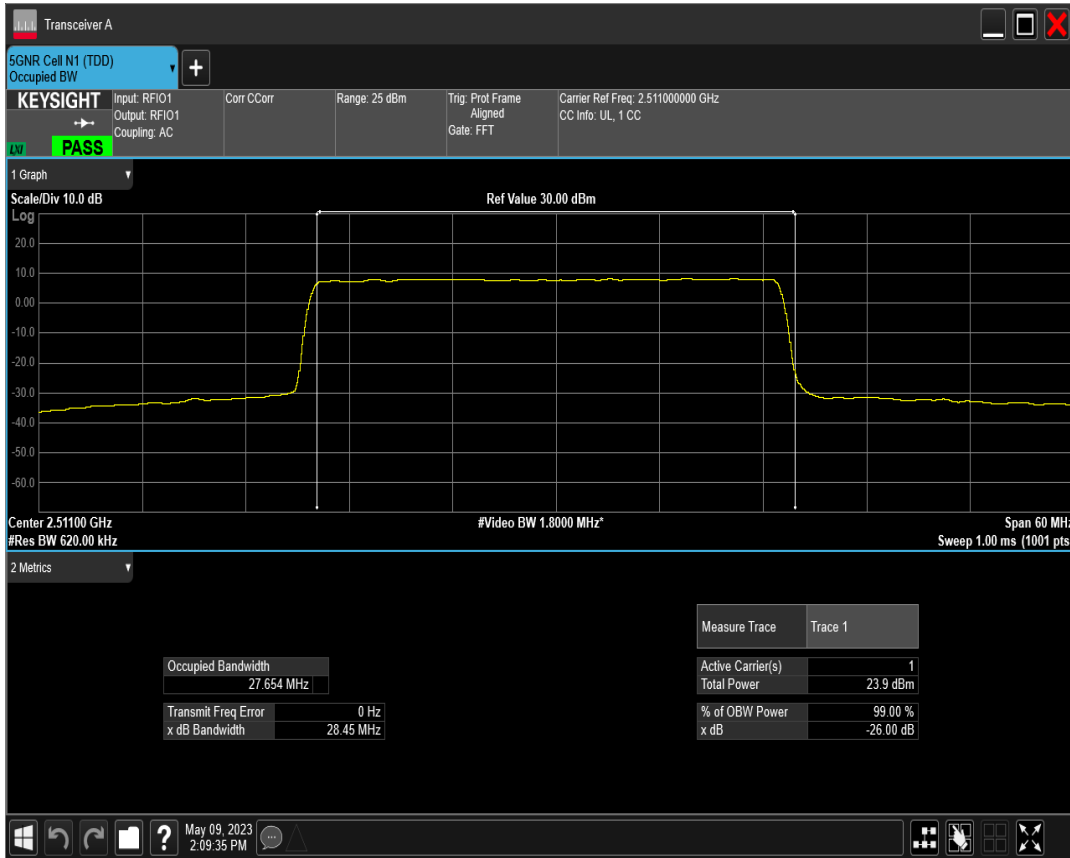 Transceiver A
5GNR Cell N1 (TDD)
Occupied BW
KEYSIGHT
LXI
PASS
Input: RFIO1
Output: RFIO1
Coupling: AC
Corr CCorr
Range: 25 dBm
Trig: Prot Frame
Aligned
Gate: FFT
Carrier Ref Freq: 2.511000000 GHz
CC Info: UL, 1 CC
1 Graph
Scale/Div 10.0 dB
Ref Value 30.00 dBm
Log
20.0
10.0
0.00
-10.0
-20.0
-30.0
-40.0
-50.0
-60.0
Center 2.51100 GHz
#Video BW 1.8000 MHz*
Span 60 MHz
#Res BW 620.00 kHz
Sweep 1.00 ms (1001 pts
2 Metrics
Measure Trace Trace 1
Occupied Bandwidth
27.654 MHz
Active Carrier(s) 1
Total Power 23.9 dBm
Transmit Freq Error 0 Hz
x dB Bandwidth 28.45 MHz
% of OBW Power 99.00 %
x dB -26.00 dB
?
May 09, 2023
2:09:35 PM